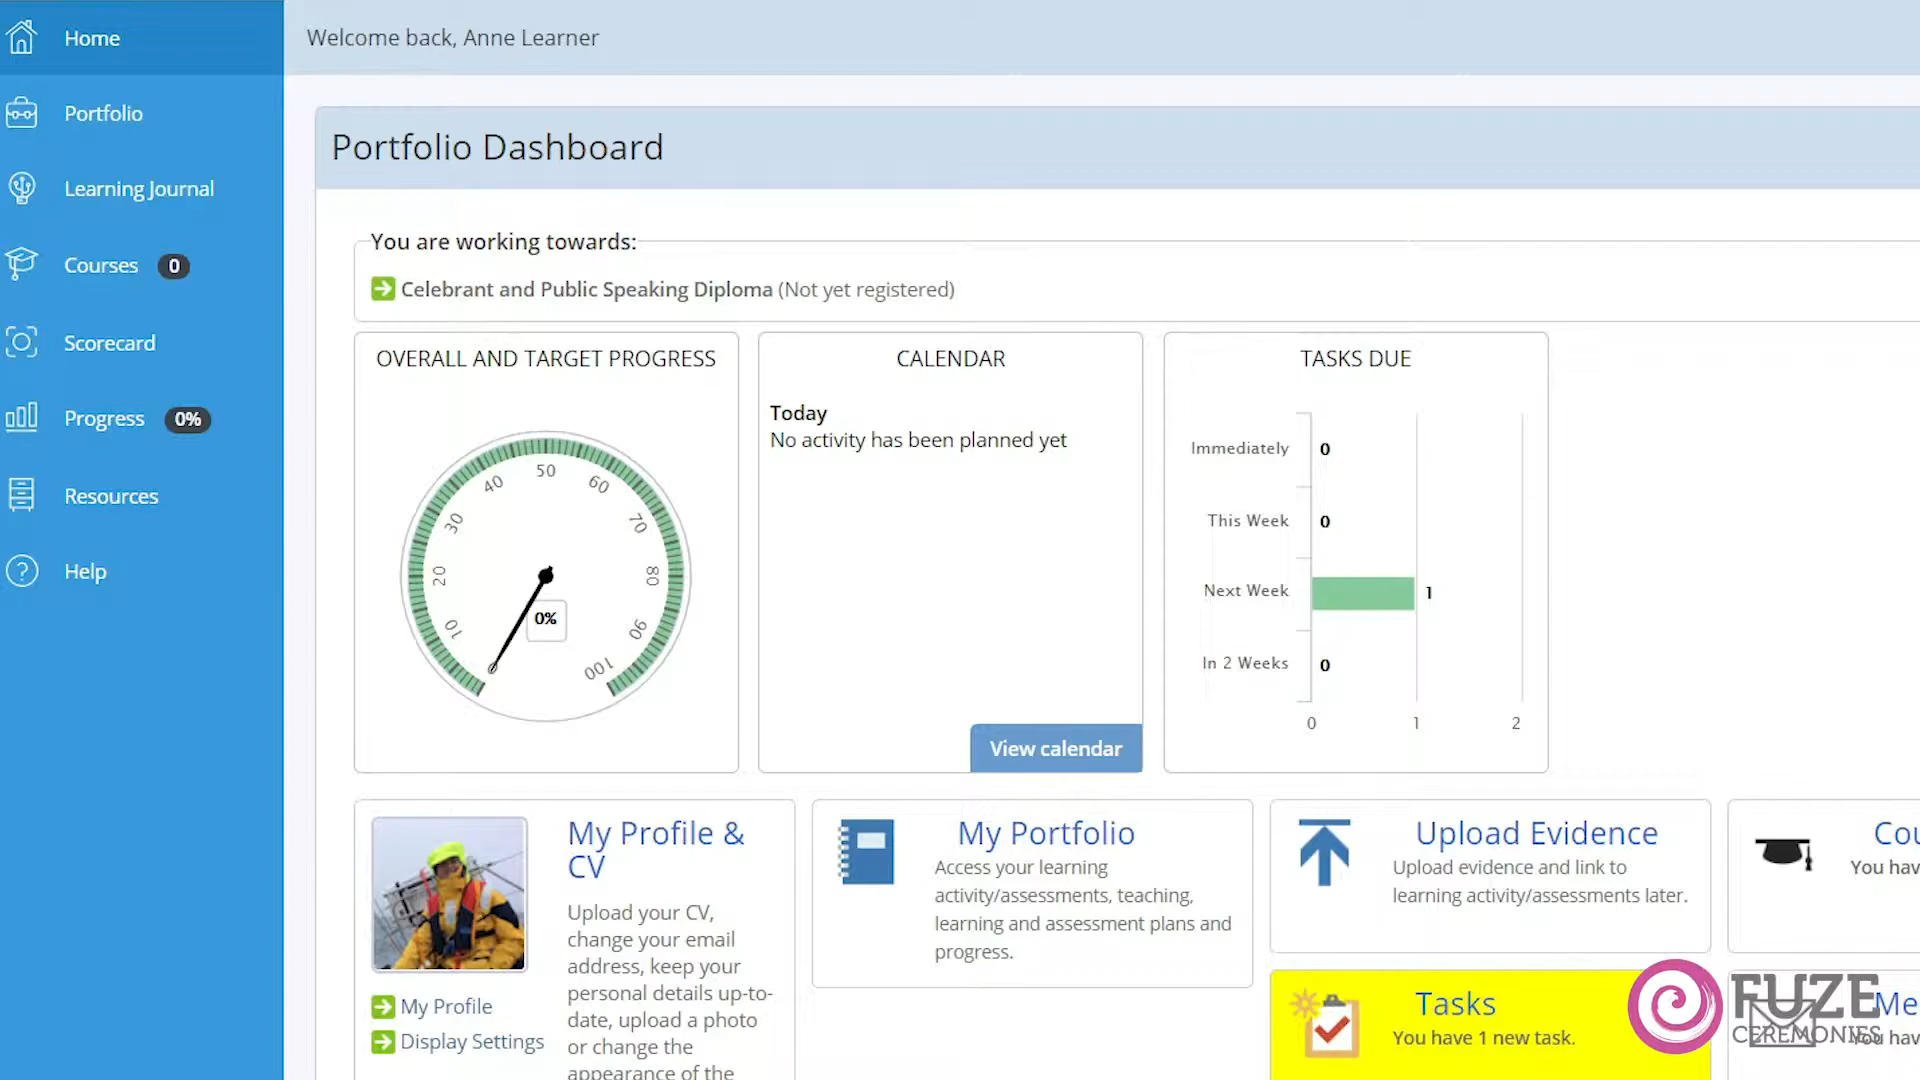 Home
Portfolio
Learning Journal
Courses 0
Scorecard
Progress 0%
Resources
Help
Welcome back, Anne Learner
Portfolio Dashboard
You are working towards:
Celebrant and Public Speaking Diploma (Not yet registered)
OVERALL AND TARGET PROGRESS
0
10
20
30
40
50
60
70
80
90
100
0%
CALENDAR
Today
No activity has been planned yet
View calendar
TASKS DUE
Immediately 0
This Week 0
Next Week 1
In 2 Weeks 0
0 1 2
My Profile &
CV
Upload your CV,
change your email
address, keep your
personal details up-to-
date, upload a photo
or change the
appearance of the
My Profile
Display Settings
My Portfolio
Access your learning
activity/assessments, teaching,
learning and assessment plans and
progress.
Upload Evidence
Upload evidence and link to
learning activity/assessments later.
Cou
You hav
Tasks
You have 1 new task.
Me
You hav
FUZE
CEREMONIES